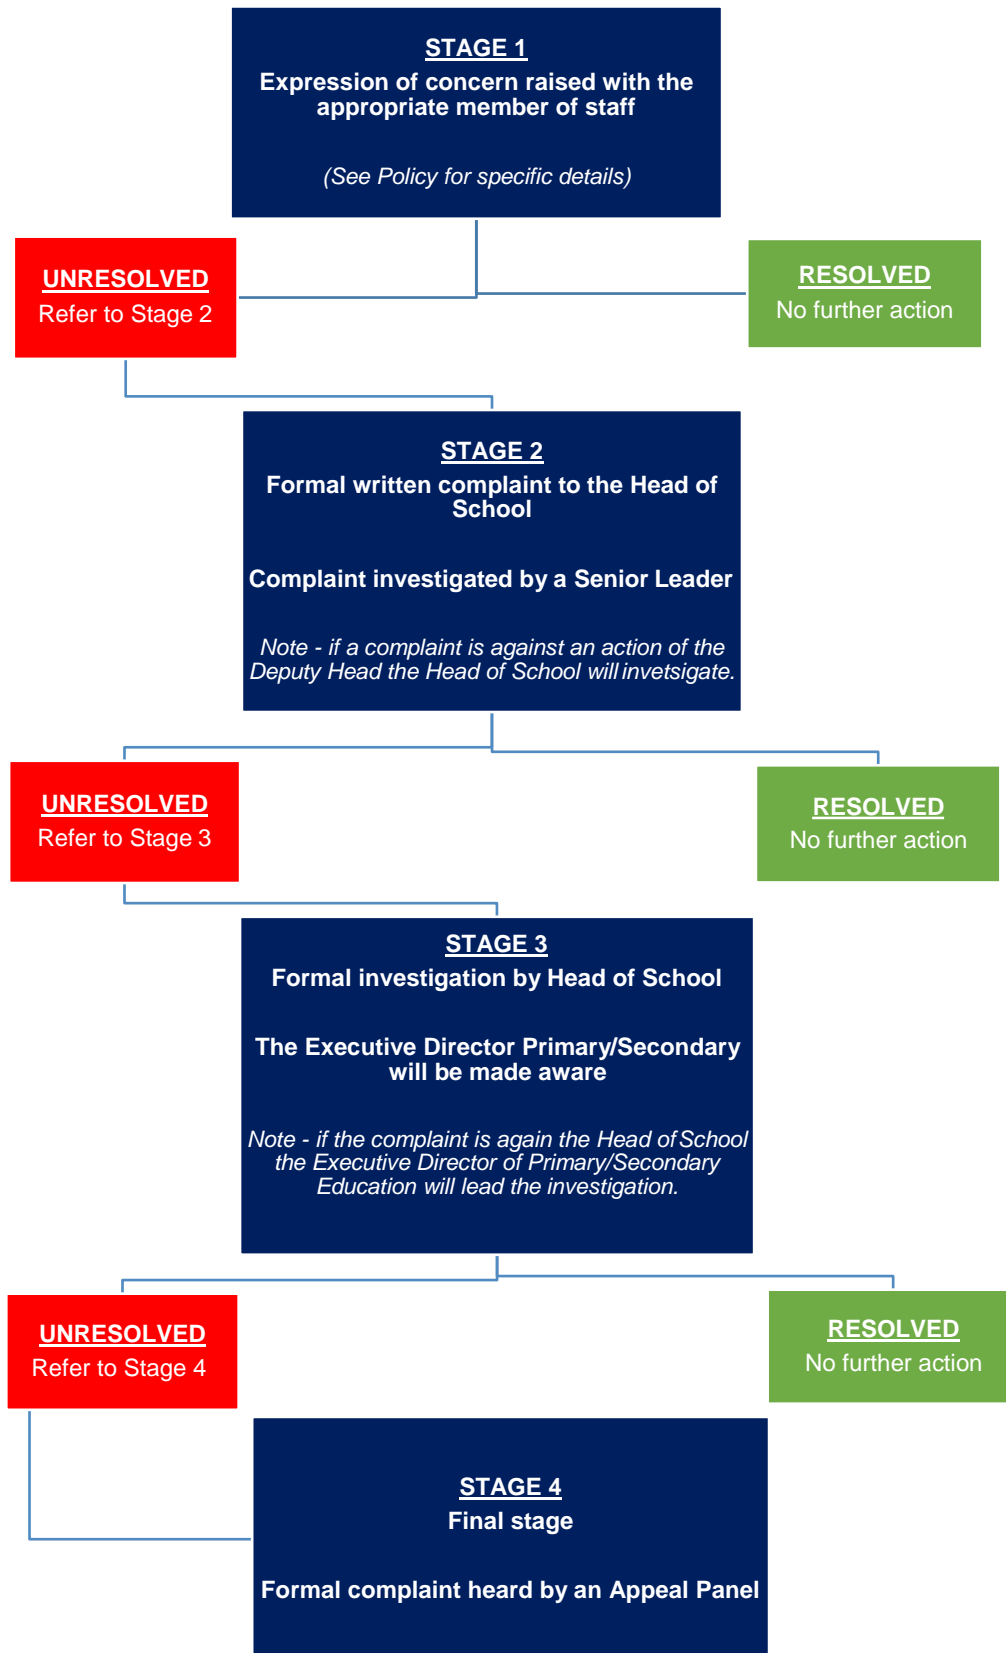 STAGE 1
Expression of concern raised with the
appropriate member of staff
(See Policy for specific details)
UNRESOLVED
Refer to Stage 2
RESOLVED
No further action
STAGE 2
Formal written complaint to the Head of
School
Complaint investigated by a Senior Leader
Note - if a complaint is against an action of the
Deputy Head the Head of School will invetsigate.
UNRESOLVED
Refer to Stage 3
RESOLVED
No further action
STAGE 3
Formal investigation by Head of School
The Executive Director Primary/Secondary
will be made aware
Note - if the complaint is again the Head of School
the Executive Director of Primary/Secondary
Education will lead the investigation.
UNRESOLVED
Refer to Stage 4
RESOLVED
No further action
STAGE 4
Final stage
Formal complaint heard by an Appeal Panel